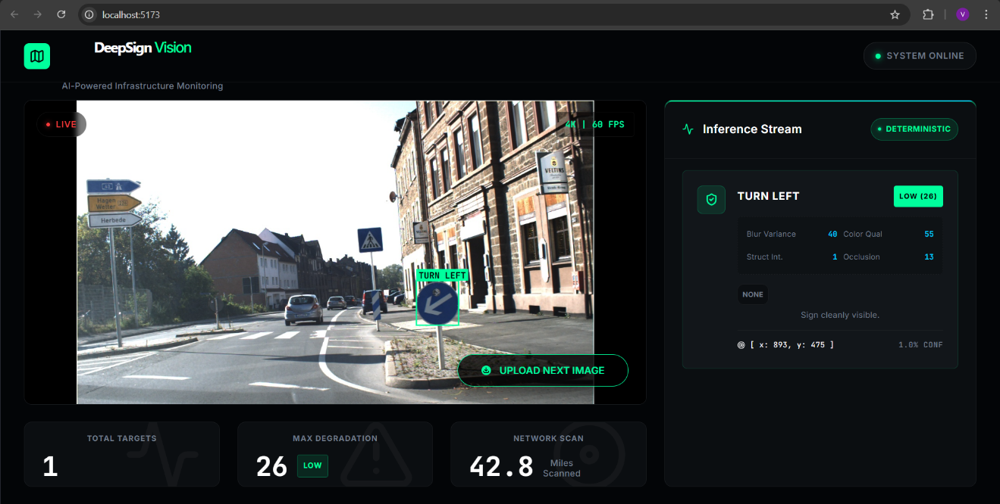 localhost:5173
V
DeepSign Vision
SYSTEM ONLINE
AI-Powered Infrastructure Monitoring
LIVE
4K | 60 FPS
43
Hagen
Wetter
Herbede
VELTINS
TURN LEFT
UPLOAD NEXT IMAGE
TOTAL TARGETS
1
MAX DEGRADATION
26 LOW
NETWORK SCAN
42.8 Miles
Scanned
Inference Stream
DETERMINISTIC
TURN LEFT
LOW (26)
Blur Variance 40 Color Qual 55
Struct Int. 1 Occlusion 13
NONE
Sign cleanly visible.
[ x: 893, y: 475 ] 1.0% CONF